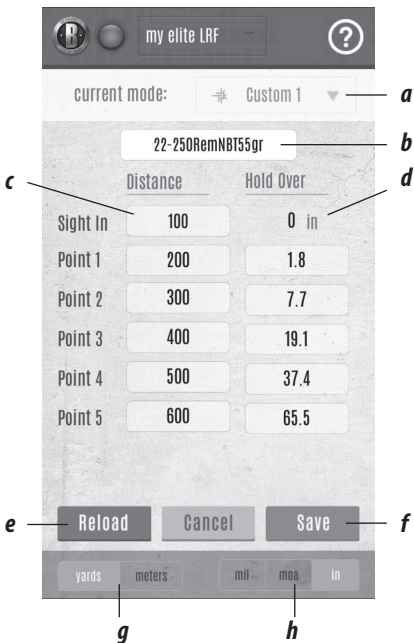 B my elite LRF ?
current mode: Custom 1 a
22-250RemNBT55gr b
c Distance Hold Over d
Sight In 100 0 in
Point 1 200 1.8
Point 2 300 7.7
Point 3 400 19.1
Point 4 500 37.4
Point 5 600 65.5
e Reload Cancel Save f
yards meters mil moa in
g h